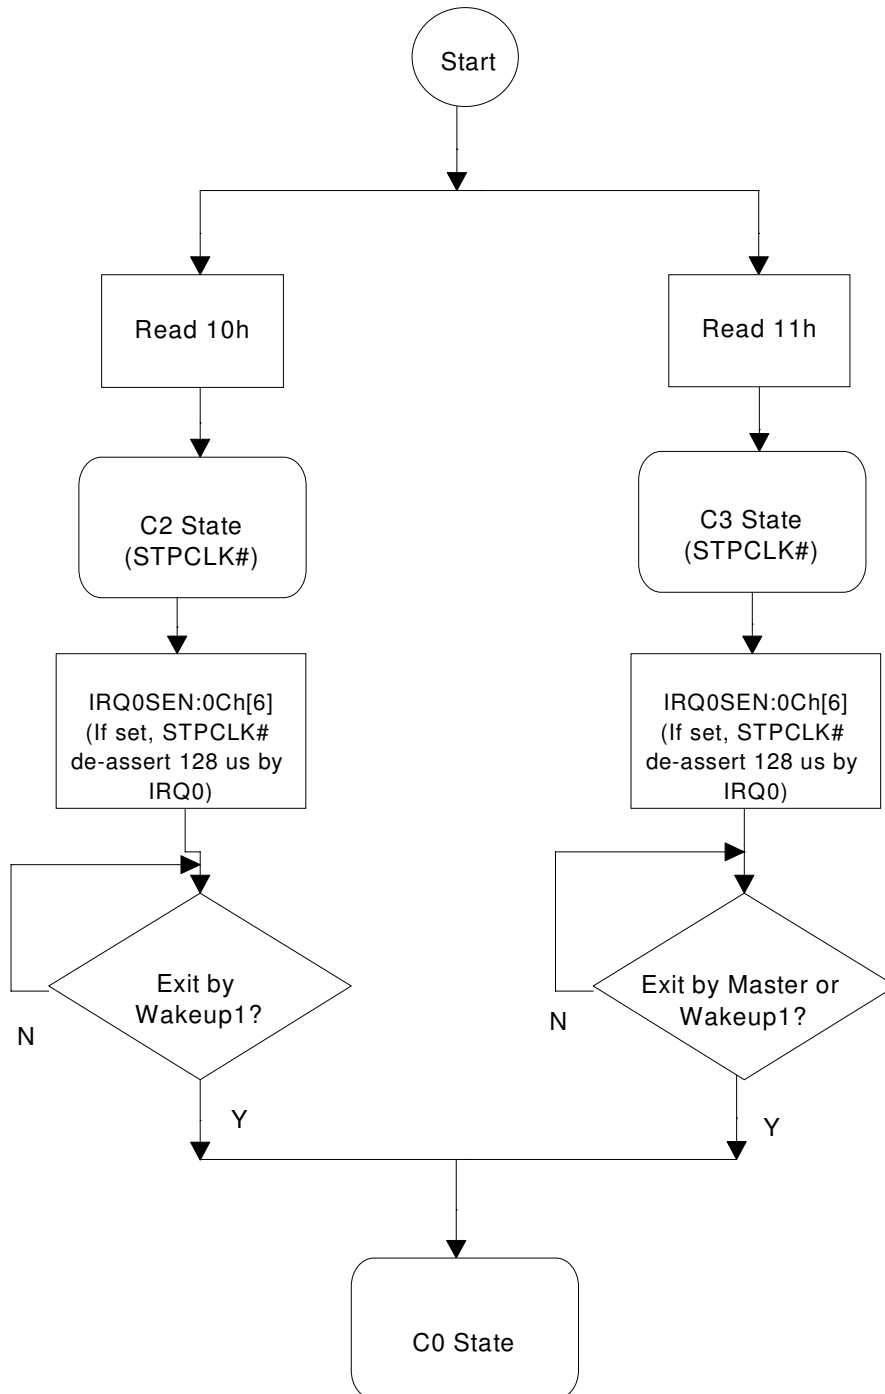 Start
Read 10h
Read 11h
C2 State
(STPCLK#)
C3 State
(STPCLK#)
IRQ0SEN:0Ch[6]
(If set, STPCLK#
de-assert 128 us by
IRQ0)
IRQ0SEN:0Ch[6]
(If set, STPCLK#
de-assert 128 us by
IRQ0)
Exit by
Wakeup1?
N
Y
Exit by Master or
Wakeup1?
N
Y
C0 State